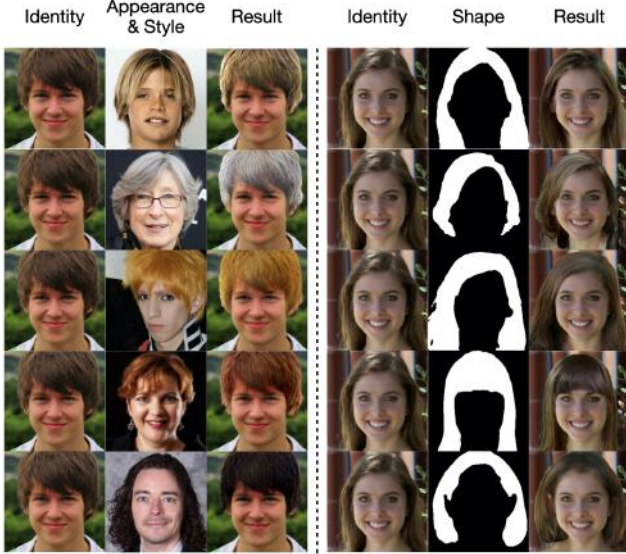 Identity
Appearance
& Style
Result
Identity
Shape
Result